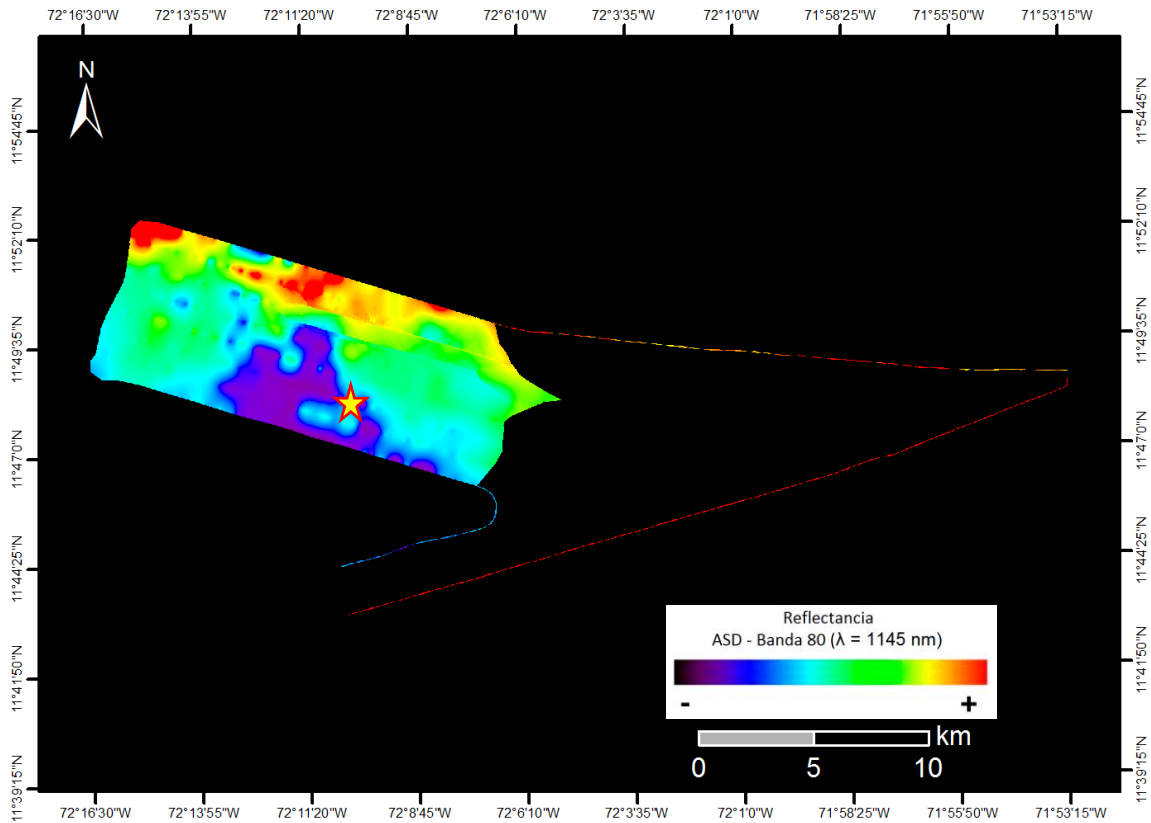 72°16'30"W 72°13'55"W 72°11'20"W 72°8'45"W 72°6'10"W 72°3'35"W 72°1'0"W 71°58'25"W 71°55'50"W 71°53'15"W
N
11°54'45"N 11°54'45"N
11°52'10"N 11°52'10"N
11°49'35"N 11°49'35"N
11°47'0"N 11°47'0"N
11°44'25"N 11°44'25"N
Reflectancia
ASD - Banda 80 (λ = 1145 nm)
- +
11°41'50"N 11°41'50"N
km
0 5 10
11°39'15"N 11°39'15"N
72°16'30"W 72°13'55"W 72°11'20"W 72°8'45"W 72°6'10"W 72°3'35"W 72°1'0"W 71°58'25"W 71°55'50"W 71°53'15"W